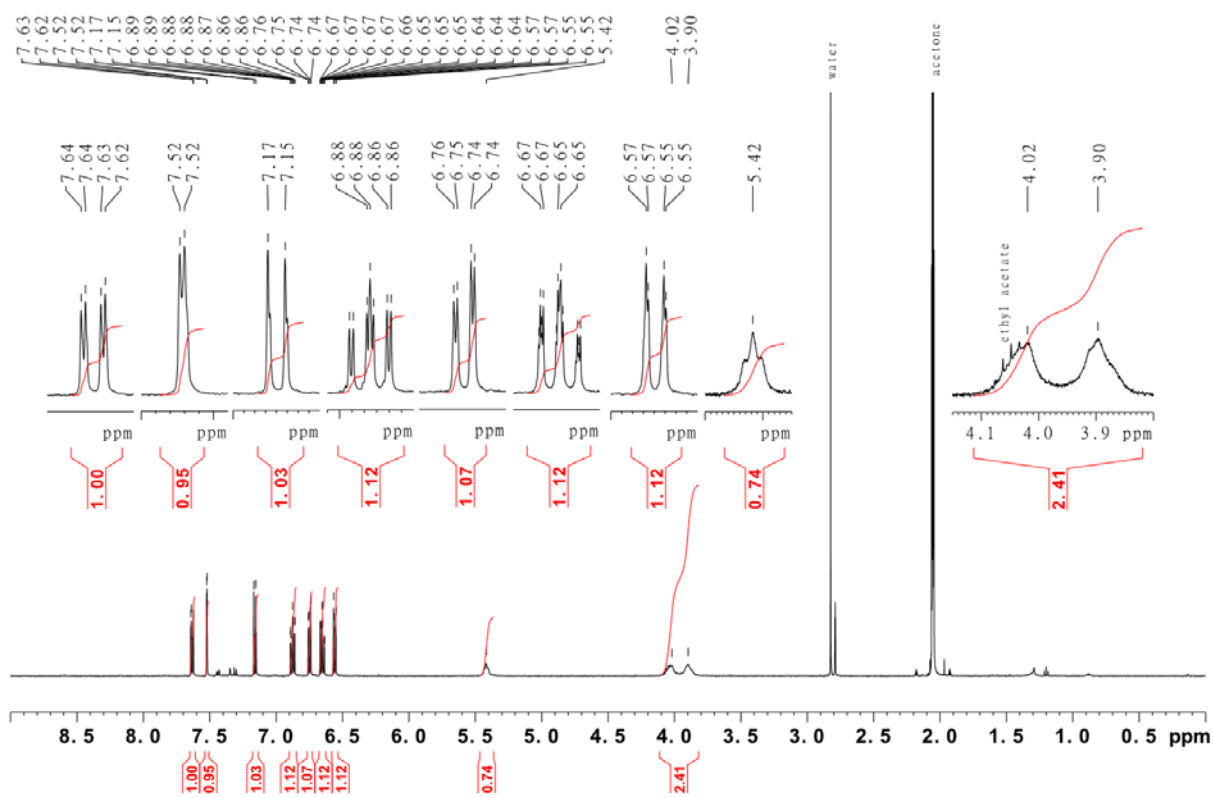 7.63 7.62 7.52 7.52 7.17 7.15 6.89 6.89 6.88 6.88 6.87 6.86 6.86 6.76 6.75 6.74 6.74 6.67 6.67 6.67 6.67 6.66 6.65 6.65 6.65 6.64 6.64 6.64 6.57 6.57 6.55 6.55 5.42
4.02 3.90
water
acetone
7.64 7.64 7.63 7.62
7.52 7.52
7.17 7.15
6.88 6.88 6.86 6.86
6.76 6.75 6.74 6.74
6.67 6.67 6.65 6.65
6.57 6.57 6.55 6.55
5.42
4.02 3.90
ethyl acetate
4.1 4.0 3.9 ppm
ppm ppm ppm ppm ppm ppm ppm ppm
1.00 0.95 1.03 1.12 1.07 1.12 1.12 0.74 2.41
8.5 8.0 7.5 7.0 6.5 6.0 5.5 5.0 4.5 4.0 3.5 3.0 2.5 2.0 1.5 1.0 0.5 ppm
1.00 0.95 1.03 1.12 1.07 1.12 1.12 0.74 2.41